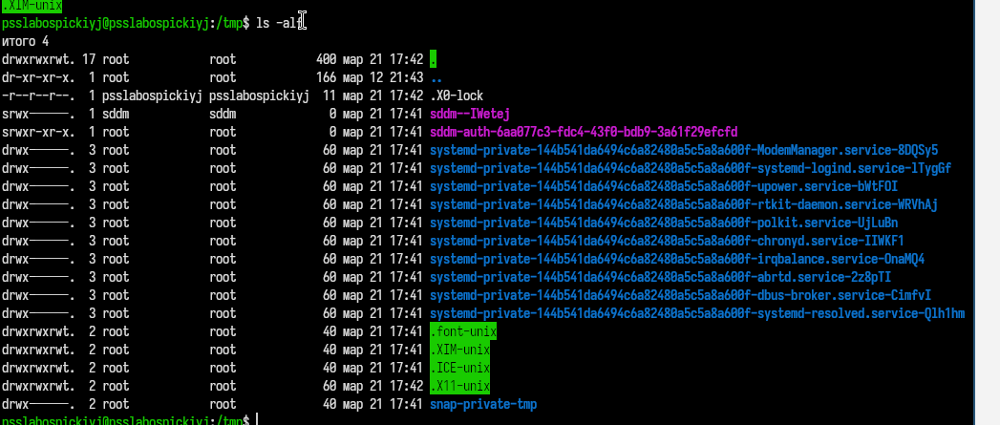 .XIM-unix
psslabospickiyj@psslabospickiyj:/tmp$ ls -alf
итого 4
drwxrwxrwt. 17 root root 400 мар 21 17:42 .
dr-xr-xr-x. 1 root root 166 мар 12 21:43 ..
-r--r--r--. 1 psslabospickiyj psslabospickiyj 11 мар 21 17:42 .X0-lock
srwx------. 1 sddm sddm 0 мар 21 17:41 sddm--IWetej
srwxr-xr-x. 1 root root 0 мар 21 17:41 sddm-auth-6aa077c3-fdc4-43f0-bdb9-3a61f29efcfd
drwx------. 3 root root 60 мар 21 17:41 systemd-private-144b541da6494c6a82480a5c5a8a600f-ModemManager.service-8DQSy5
drwx------. 3 root root 60 мар 21 17:41 systemd-private-144b541da6494c6a82480a5c5a8a600f-systemd-logind.service-lTygGf
drwx------. 3 root root 60 мар 21 17:41 systemd-private-144b541da6494c6a82480a5c5a8a600f-upower.service-bWtFOI
drwx------. 3 root root 60 мар 21 17:41 systemd-private-144b541da6494c6a82480a5c5a8a600f-rtkit-daemon.service-WRVhAj
drwx------. 3 root root 60 мар 21 17:41 systemd-private-144b541da6494c6a82480a5c5a8a600f-polkit.service-UjLuBn
drwx------. 3 root root 60 мар 21 17:41 systemd-private-144b541da6494c6a82480a5c5a8a600f-chronyd.service-IIWKF1
drwx------. 3 root root 60 мар 21 17:41 systemd-private-144b541da6494c6a82480a5c5a8a600f-irqbalance.service-OnaMQ4
drwx------. 3 root root 60 мар 21 17:41 systemd-private-144b541da6494c6a82480a5c5a8a600f-abrtd.service-2z8pTI
drwx------. 3 root root 60 мар 21 17:41 systemd-private-144b541da6494c6a82480a5c5a8a600f-dbus-broker.service-CimfvI
drwx------. 3 root root 60 мар 21 17:41 systemd-private-144b541da6494c6a82480a5c5a8a600f-systemd-resolved.service-Qlh1hm
drwxrwxrwt. 2 root root 40 мар 21 17:41 .font-unix
drwxrwxrwt. 2 root root 40 мар 21 17:41 .XIM-unix
drwxrwxrwt. 2 root root 40 мар 21 17:41 .ICE-unix
drwxrwxrwt. 2 root root 60 мар 21 17:42 .X11-unix
drwx------. 2 root root 40 мар 21 17:41 snap-private-tmp
psslabospickiyj@psslabospickiyj:/tmp$